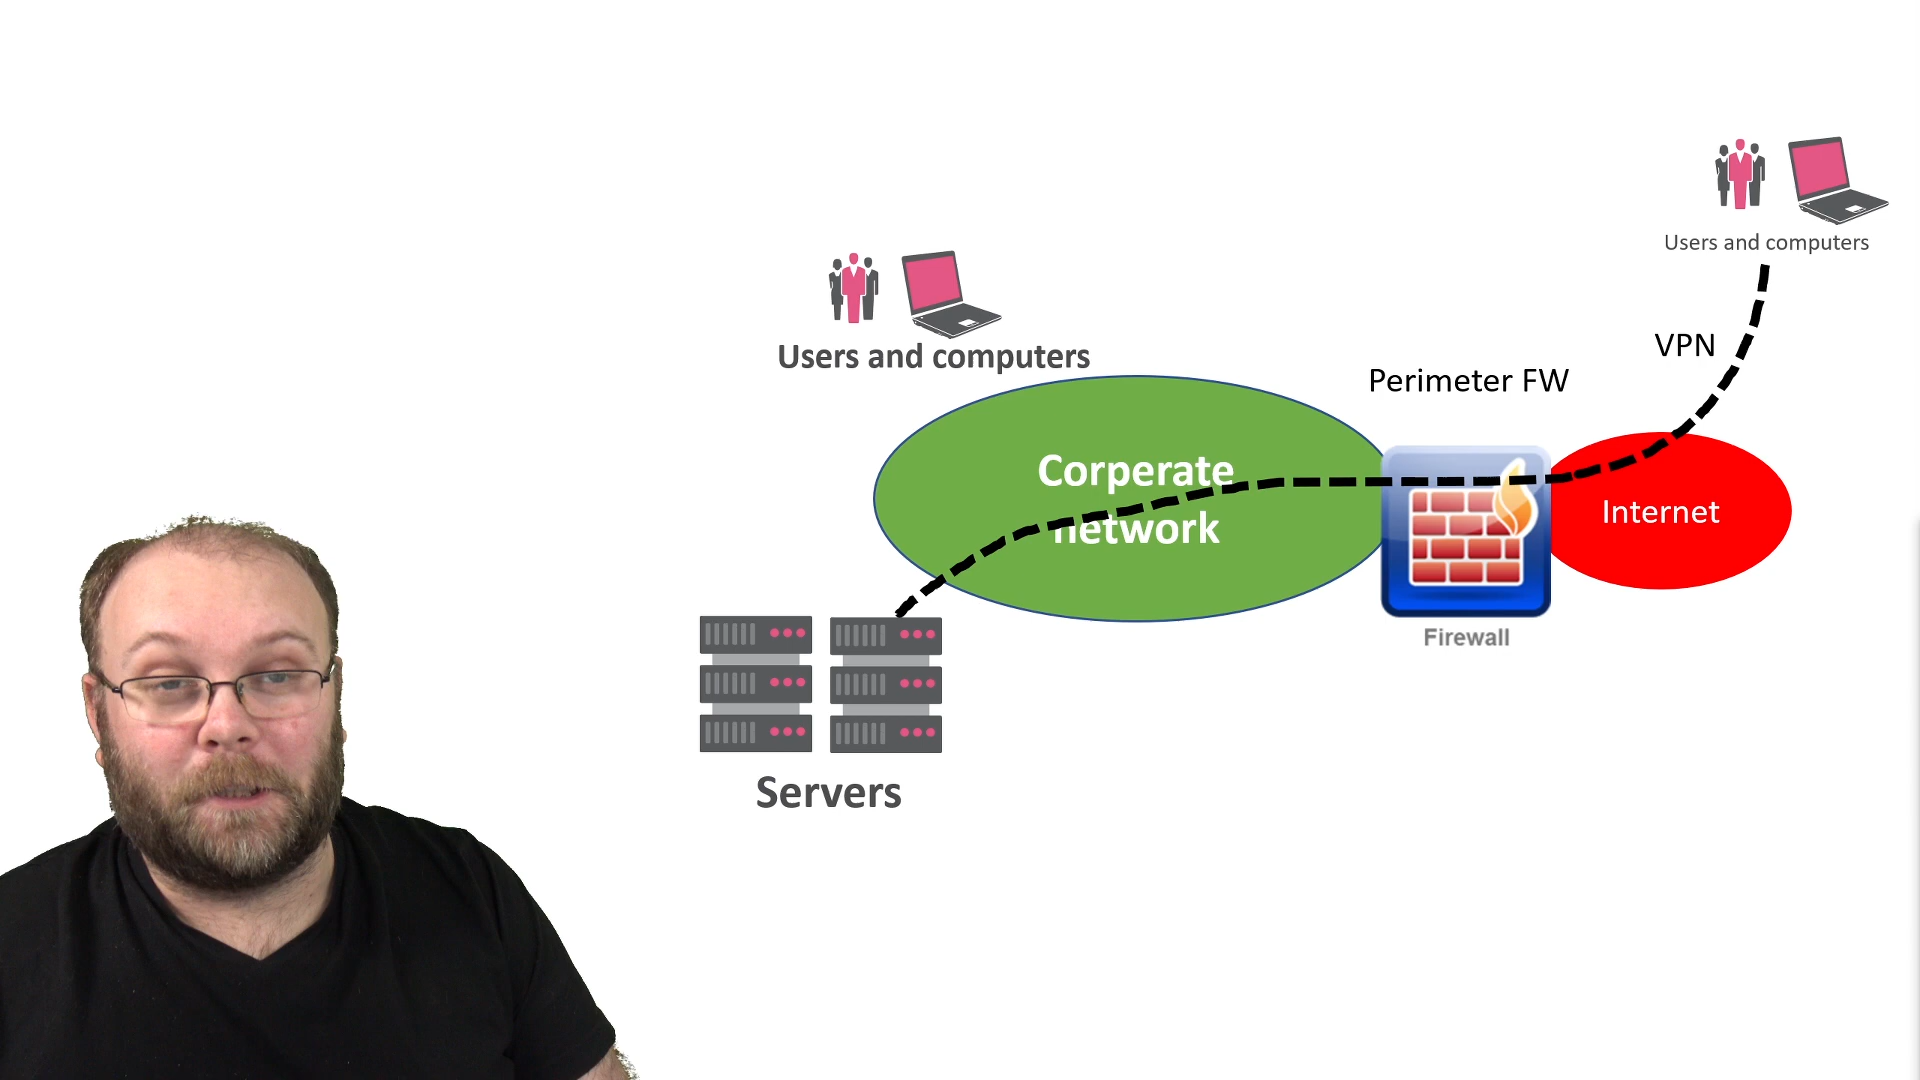 Users and computers
VPN
Users and computers
Perimeter FW
Corperate
network
Internet
Firewall
Servers